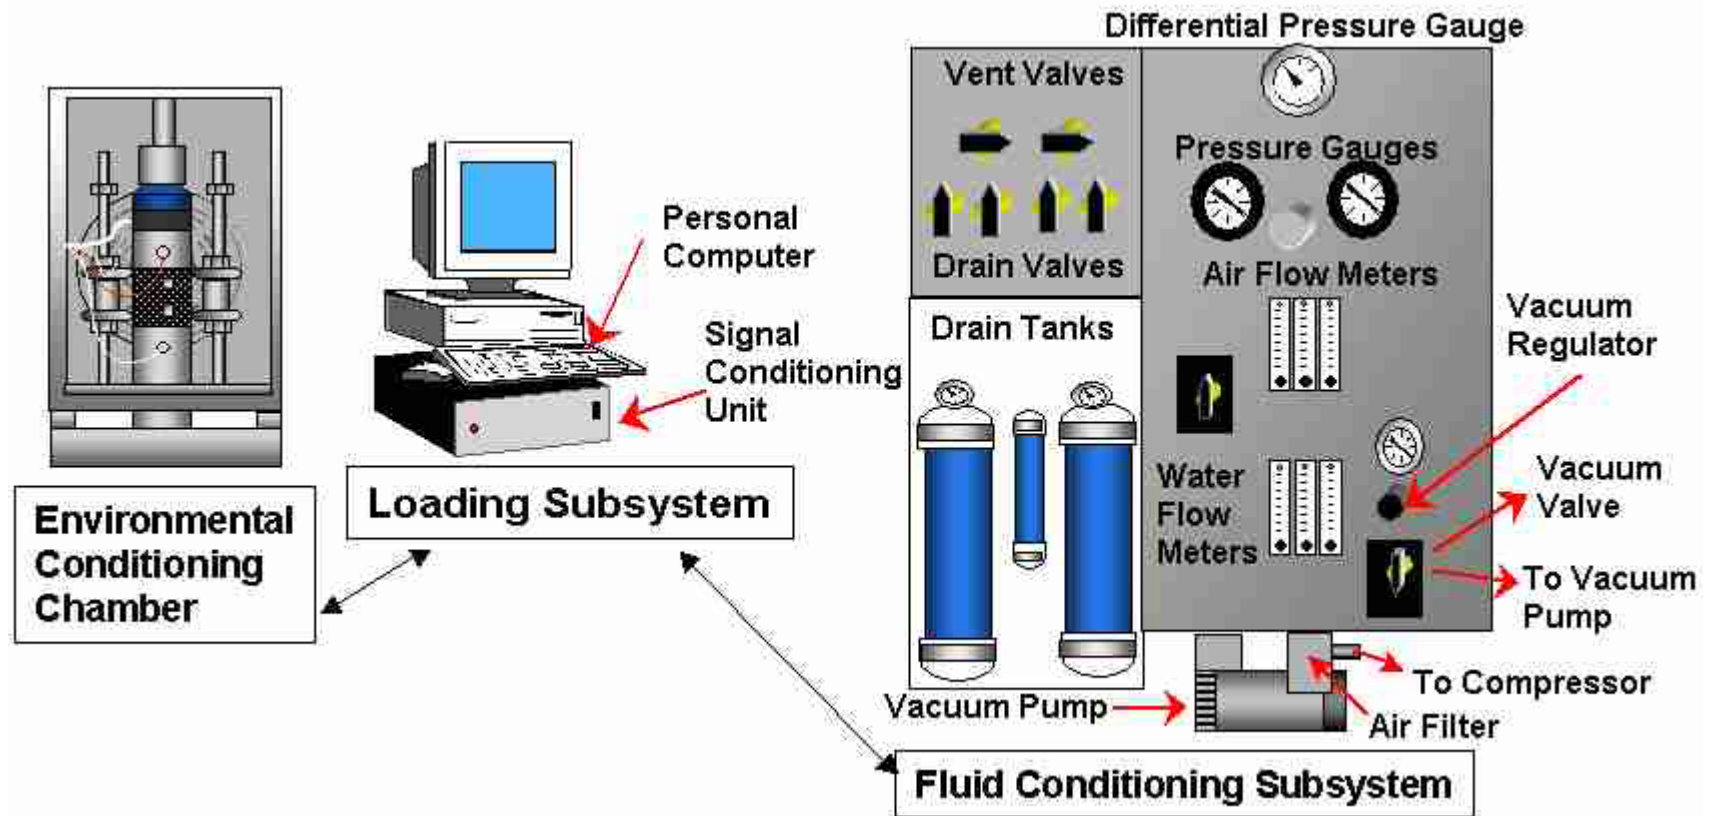 Differential Pressure Gauge
Vent Valves
Pressure Gauges
Personal
Computer
Drain Valves
Air Flow Meters
Vacuum
Regulator
Drain Tanks
Signal
Conditioning
Unit
Water
Flow
Meters
Vacuum
Valve
Loading Subsystem
Environmental
Conditioning
Chamber
To Vacuum
Pump
To Compressor
Vacuum Pump
Air Filter
Fluid Conditioning Subsystem